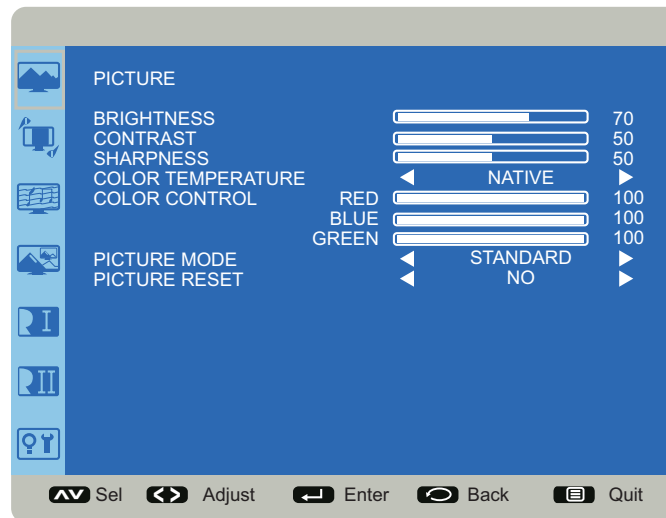 PICTURE
BRIGHTNESS 70
CONTRAST 50
SHARPNESS 50
COLOR TEMPERATURE NATIVE
COLOR CONTROL RED 100
BLUE 100
GREEN 100
PICTURE MODE STANDARD
PICTURE RESET NO
I
II
Sel Adjust Enter Back Quit